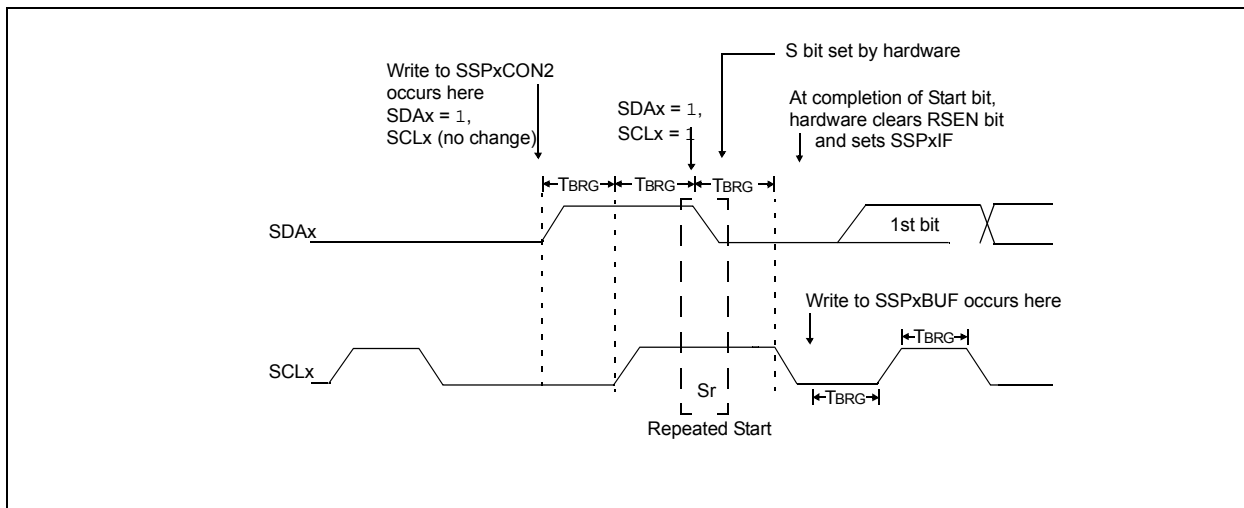 S bit set by hardware
Write to SSPxCON2
occurs here
SDAx = 1,
SCLx (no change)
SDAx = 1,
SCLx = 1
At completion of Start bit,
hardware clears RSEN bit
and sets SSPxIF
TBRG TBRG TBRG
SDAx
1st bit
Write to SSPxBUF occurs here
TBRG
SCLx
Sr
TBRG
Repeated Start